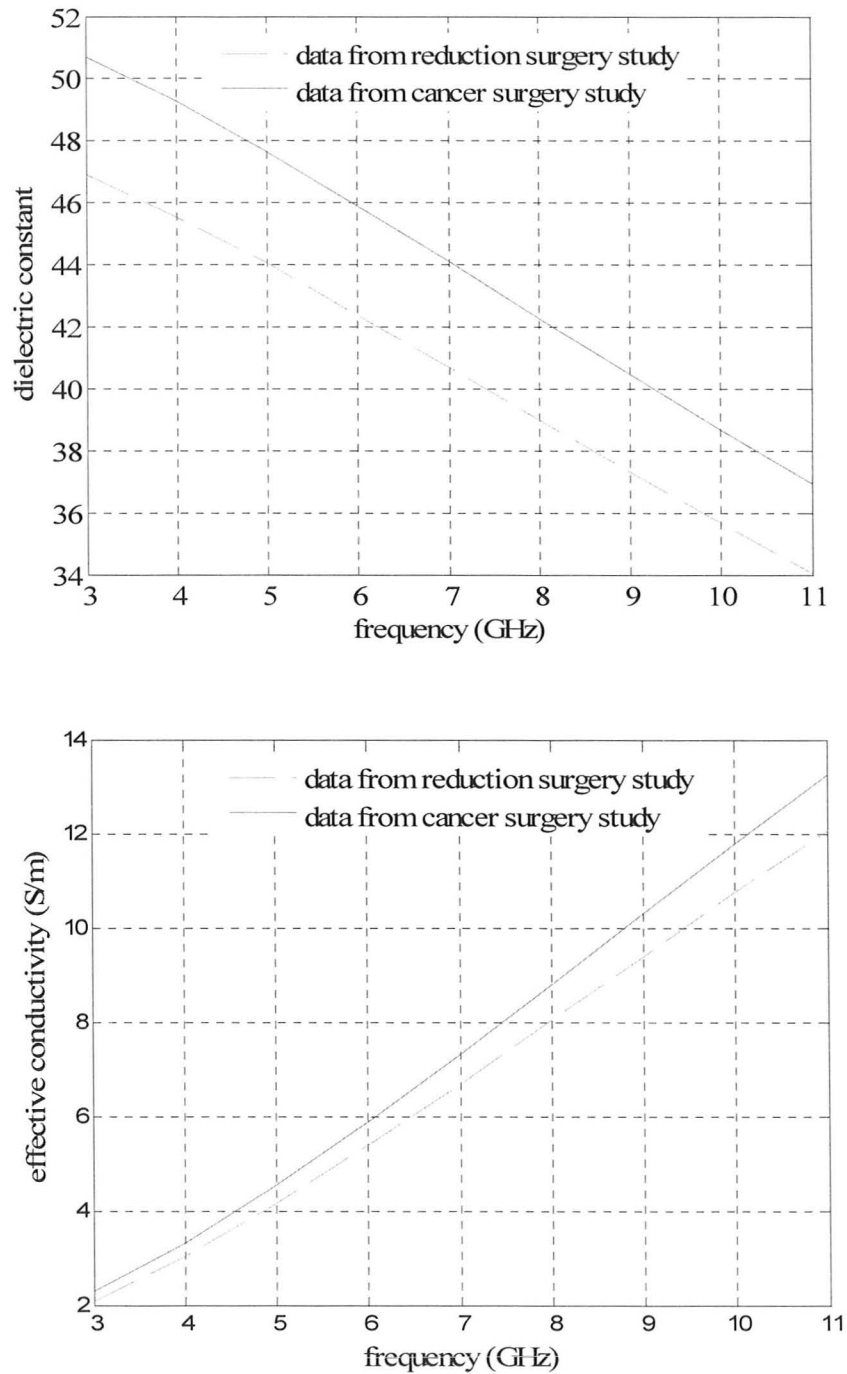 52
50
48
46
44
42
40
38
36
34
dielectric constant
data from reduction surgery study
data from cancer surgery study
3 4 5 6 7 8 9 10 11
frequency (GHz)
14
12
10
8
6
4
2
effective conductivity (S/m)
data from reduction surgery study
data from cancer surgery study
3 4 5 6 7 8 9 10 11
frequency (GHz)